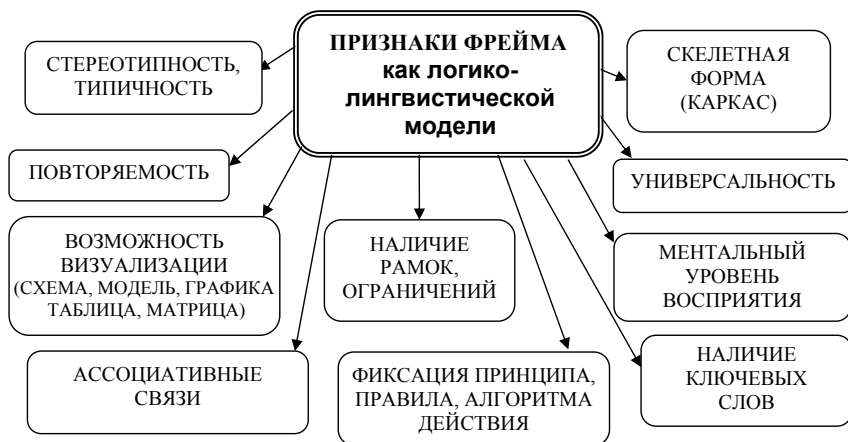 ПРИЗНАКИ ФРЕЙМА
как логико-
лингвистической
модели
СТЕРЕОТИПНОСТЬ,
ТИПИЧНОСТЬ
СКЕЛЕТНАЯ
ФОРМА
(КАРКАС)
ПОВТОРЯЕМОСТЬ
УНИВЕРСАЛЬНОСТЬ
ВОЗМОЖНОСТЬ
ВИЗУАЛИЗАЦИИ
(СХЕМА, МОДЕЛЬ, ГРАФИКА
ТАБЛИЦА, МАТРИЦА)
НАЛИЧИЕ
РАМОК,
ОГРАНИЧЕНИЙ
МЕНТАЛЬНЫЙ
УРОВЕНЬ
ВОСПРИЯТИЯ
АССОЦИАТИВНЫЕ
СВЯЗИ
ФИКСАЦИЯ ПРИНЦИПА,
ПРАВИЛА, АЛГОРИТМА
ДЕЙСТВИЯ
НАЛИЧИЕ
КЛЮЧЕВЫХ
СЛОВ